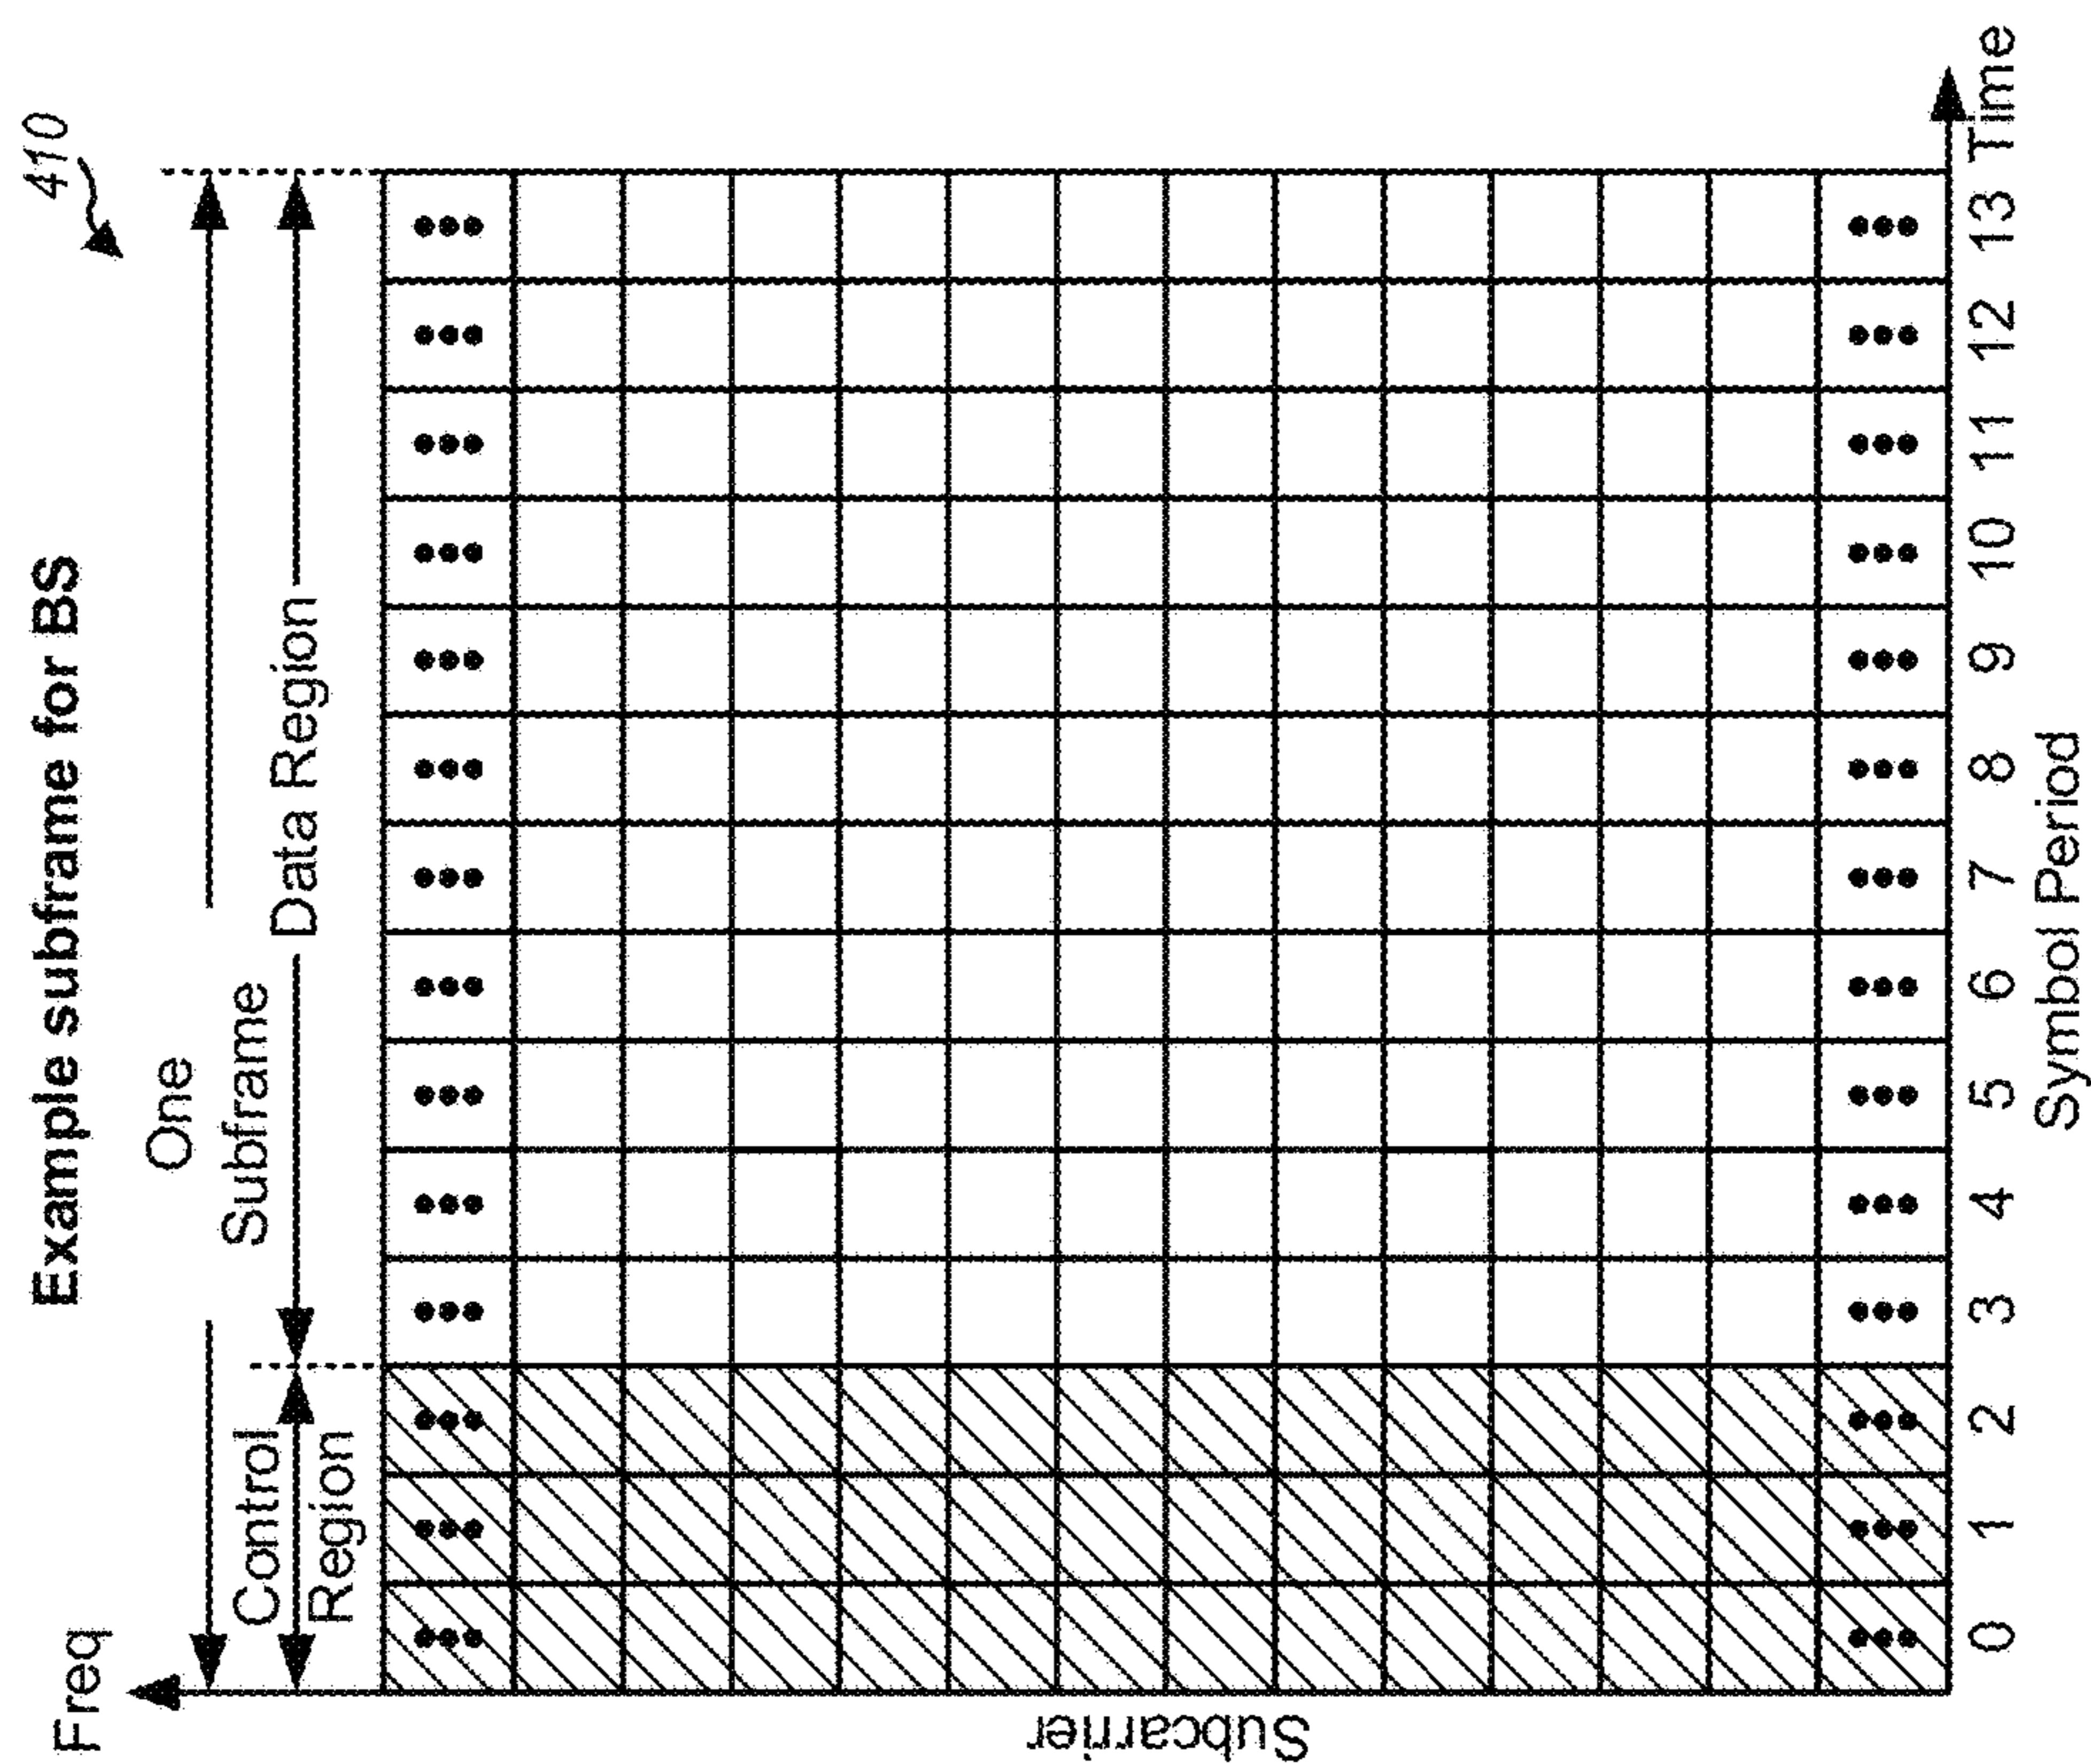 Example subframe for BS
410
Freq
One
Subframe
Control
Region
Data Region
Subcarrier
0 1 2 3 4 5 6 7 8 9 10 11 12 13 Time
Symbol Period